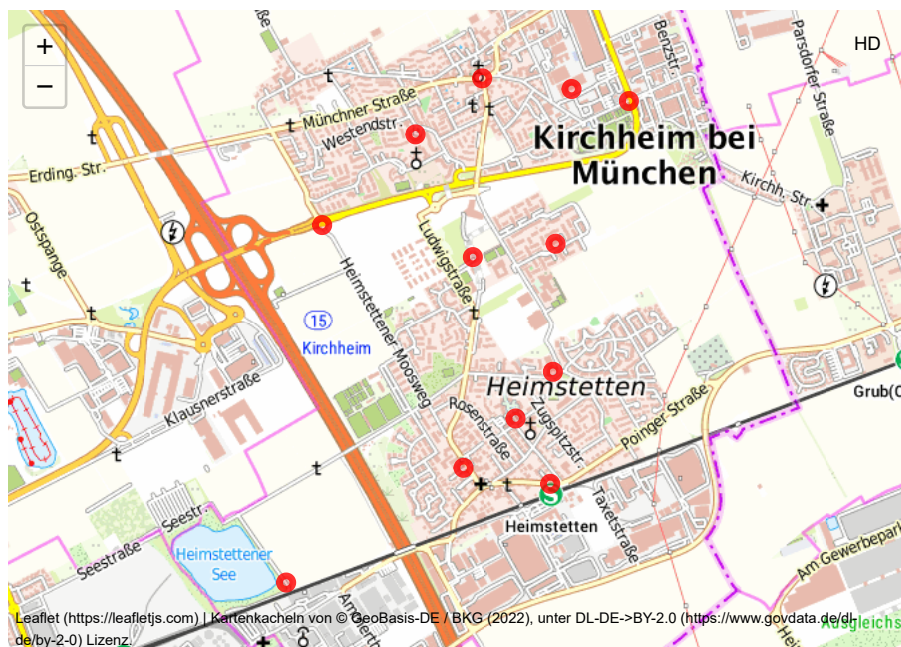 +
−
HD
Benzstr.
Parsdorfer Straße
Münchner Straße
Westendstr.
Kirchheim bei
München
Erding. Str.
Kirchh. Str.
Ostspange
Ludwigstraße
Heimstettener Moosweg
15
Kirchheim
Heimstetten
Grub(O
Klausnerstraße
Rosenstraße
Zugspitzstr.
Poinger Straße
S
Heimstetten
Taxetstraße
Seestr.
Seestraße
Heimstettener
See
Am Gewerbepark
Ammerth
Hei
Ausgleichs
Leaflet (https://leafletjs.com) | Kartenkacheln von © GeoBasis-DE / BKG (2022), unter DL-DE->BY-2.0 (https://www.govdata.de/dl-
de/by-2-0) Lizenz.